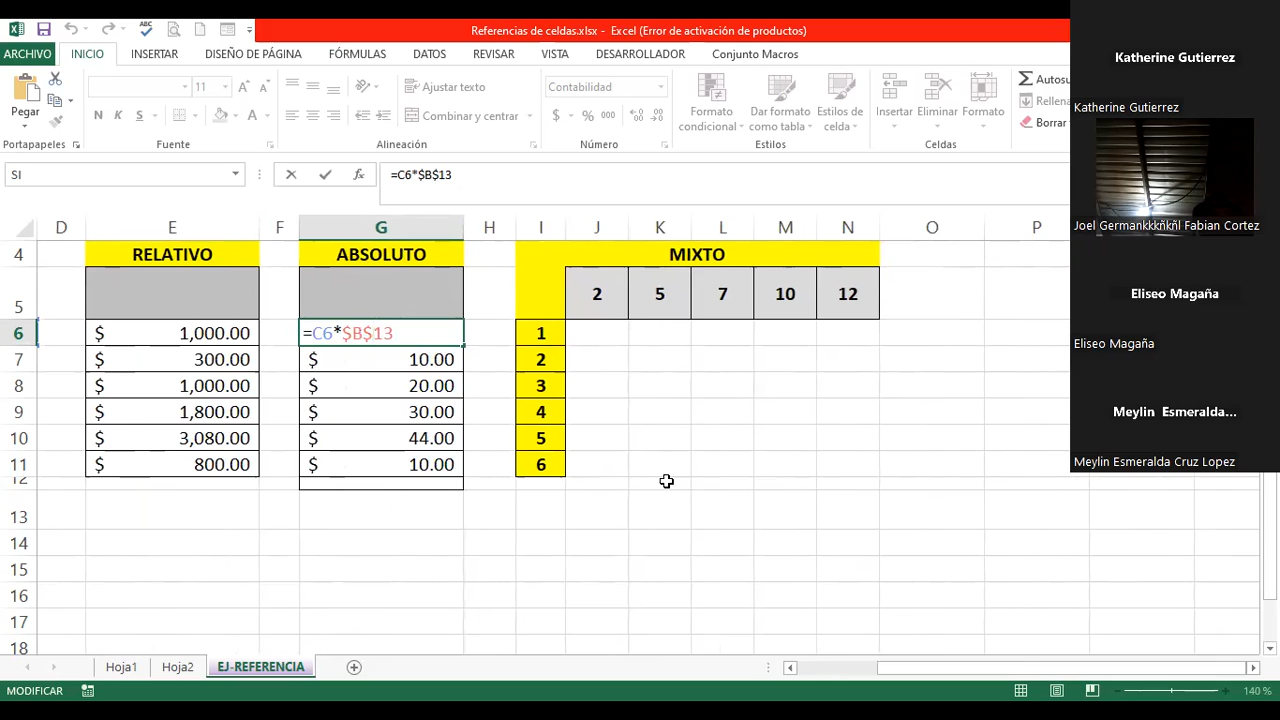 Referencias de celdas.xlsx - Excel (Error de activación de productos)
ARCHIVO INICIO INSERTAR DISEÑO DE PÁGINA FÓRMULAS DATOS REVISAR VISTA DESARROLLADOR Conjunto Macros
Pegar
11
N K S
Ajustar texto
Combinar y centrar
Contabilidad
$ % 000
Formato condicional
Dar formato como tabla
Estilos de celda
Insertar Eliminar Formato
Autosu
Rellena
Borrar
Portapapeles Fuente Alineación Número Estilos Celdas
SI =C6*$B$13
D E F G H I J K L M N O P
4 RELATIVO ABSOLUTO MIXTO
5 2 5 7 10 12
6 $ 1,000.00 =C6*$B$13 1
7 $ 300.00 $ 10.00 2
8 $ 1,000.00 $ 20.00 3
9 $ 1,800.00 $ 30.00 4
10 $ 3,080.00 $ 44.00 5
11 $ 800.00 $ 10.00 6
12
13
14
15
16
17
18
Hoja1 Hoja2 EJ-REFERENCIA
MODIFICAR 140 %
Katherine Gutierrez
Katherine Gutierrez
Joel Germankkkñkñl Fabian Cortez
Eliseo Magaña
Eliseo Magaña
Meylin Esmeralda...
Meylin Esmeralda Cruz Lopez